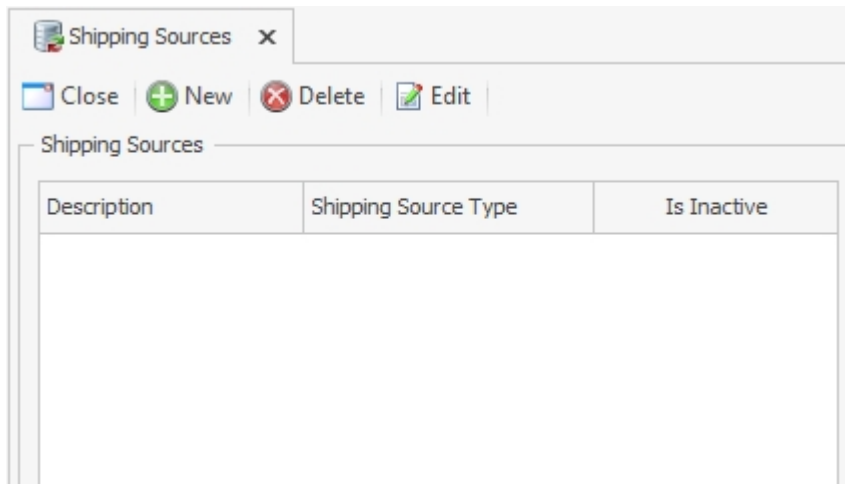 Shipping Sources x
Close New Delete Edit
Shipping Sources
Description Shipping Source Type Is Inactive